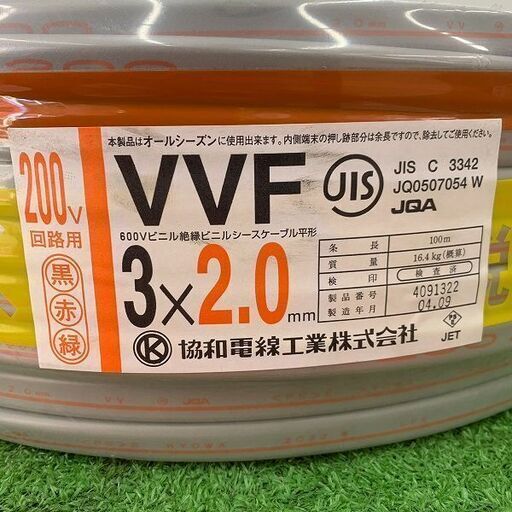 本製品はオールシーズンに使用出来ます。内側端末の押し跡部分は余長ですので、除去してご使用ください。
200V
回路用
黒
赤
緑
VVF
600Vビニル絶縁ビニルシースケーブル平形
3×2.0mm
JIS
JIS C 3342
JQ0507054 W
JQA
条長 100m
質量 16.4kg(概算)
検印 検査済
製品番号 4091322
製造年月 04.09
K 協和電線工業株式会社
PS E
JET
VV JQA